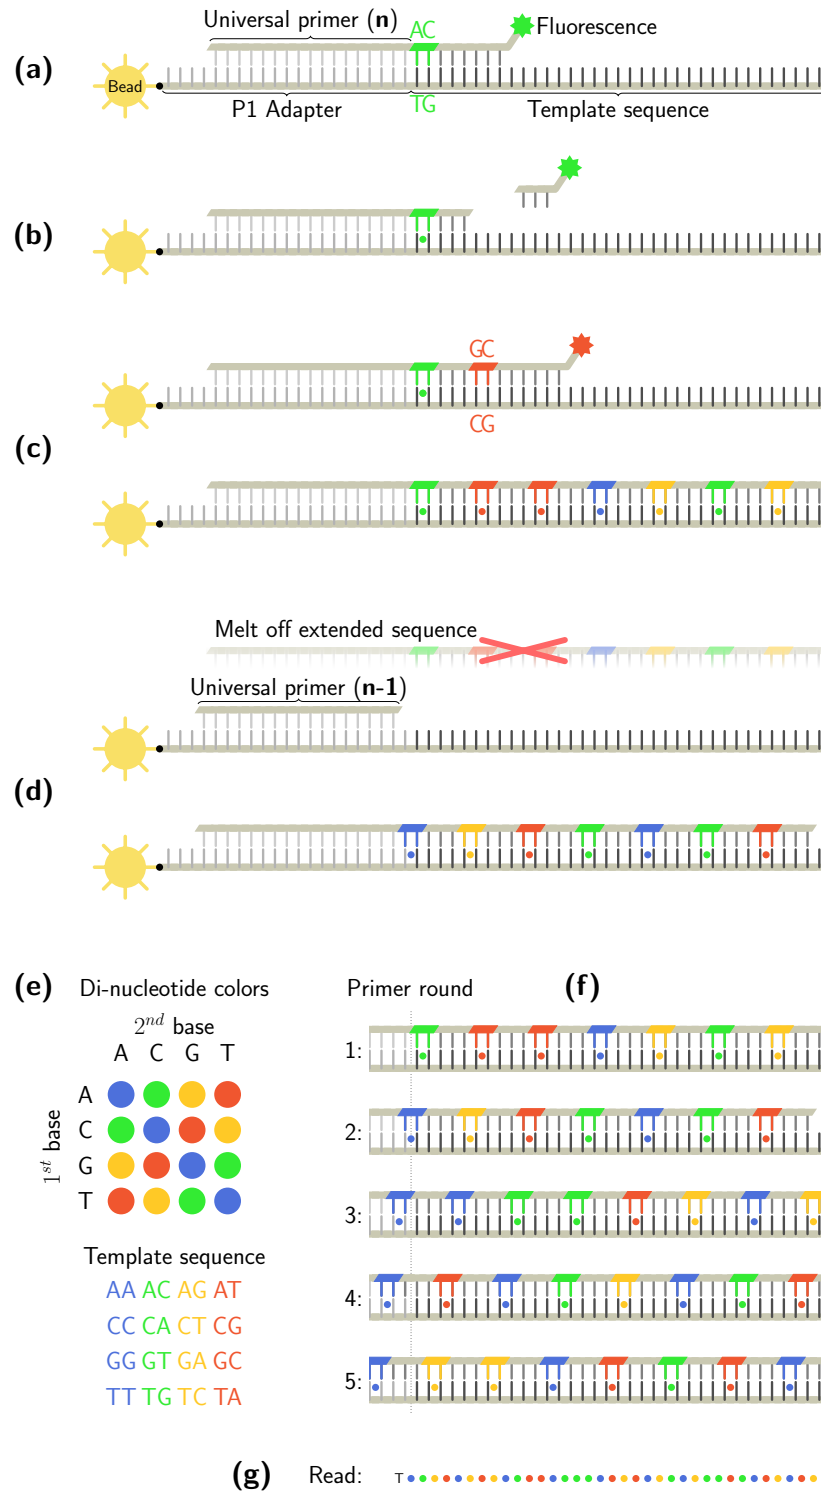 Universal primer (n)
AC
Fluorescence
(a)
Bead
P1 Adapter
TG
Template sequence
(b)
GC
CG
(c)
Melt off extended sequence
Universal primer (n-1)
(d)
(e)
Di-nucleotide colors
Primer round
(f)
2nd base
A C G T
1st base
A
C
G
T
1:
2:
3:
4:
5:
Template sequence
AA AC AG AT
CC CA CT CG
GG GT GA GC
TT TG TC TA
(g)
Read:
T